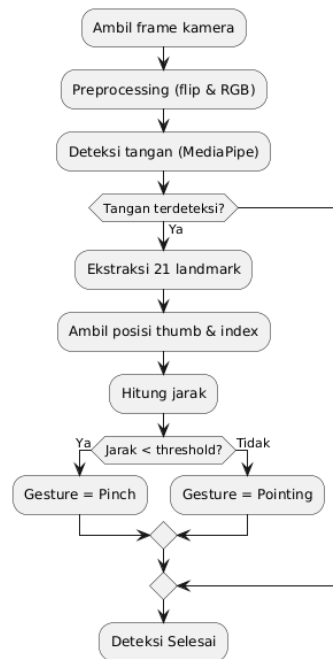 Ambil frame kamera
Preprocessing (flip & RGB)
Deteksi tangan (MediaPipe)
Tangan terdeteksi?
Ya
Ekstraksi 21 landmark
Ambil posisi thumb & index
Hitung jarak
Ya
Jarak < threshold?
Tidak
Gesture = Pinch
Gesture = Pointing
Deteksi Selesai